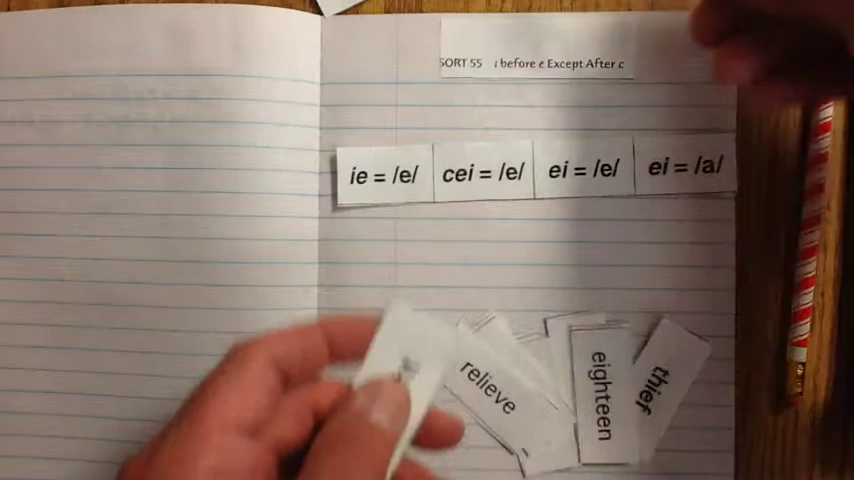 SORT 55 i before e Except After c
ie = /e/ cei = /e/ ei = /e/ ei = /a/
relieve
eighteen
thief